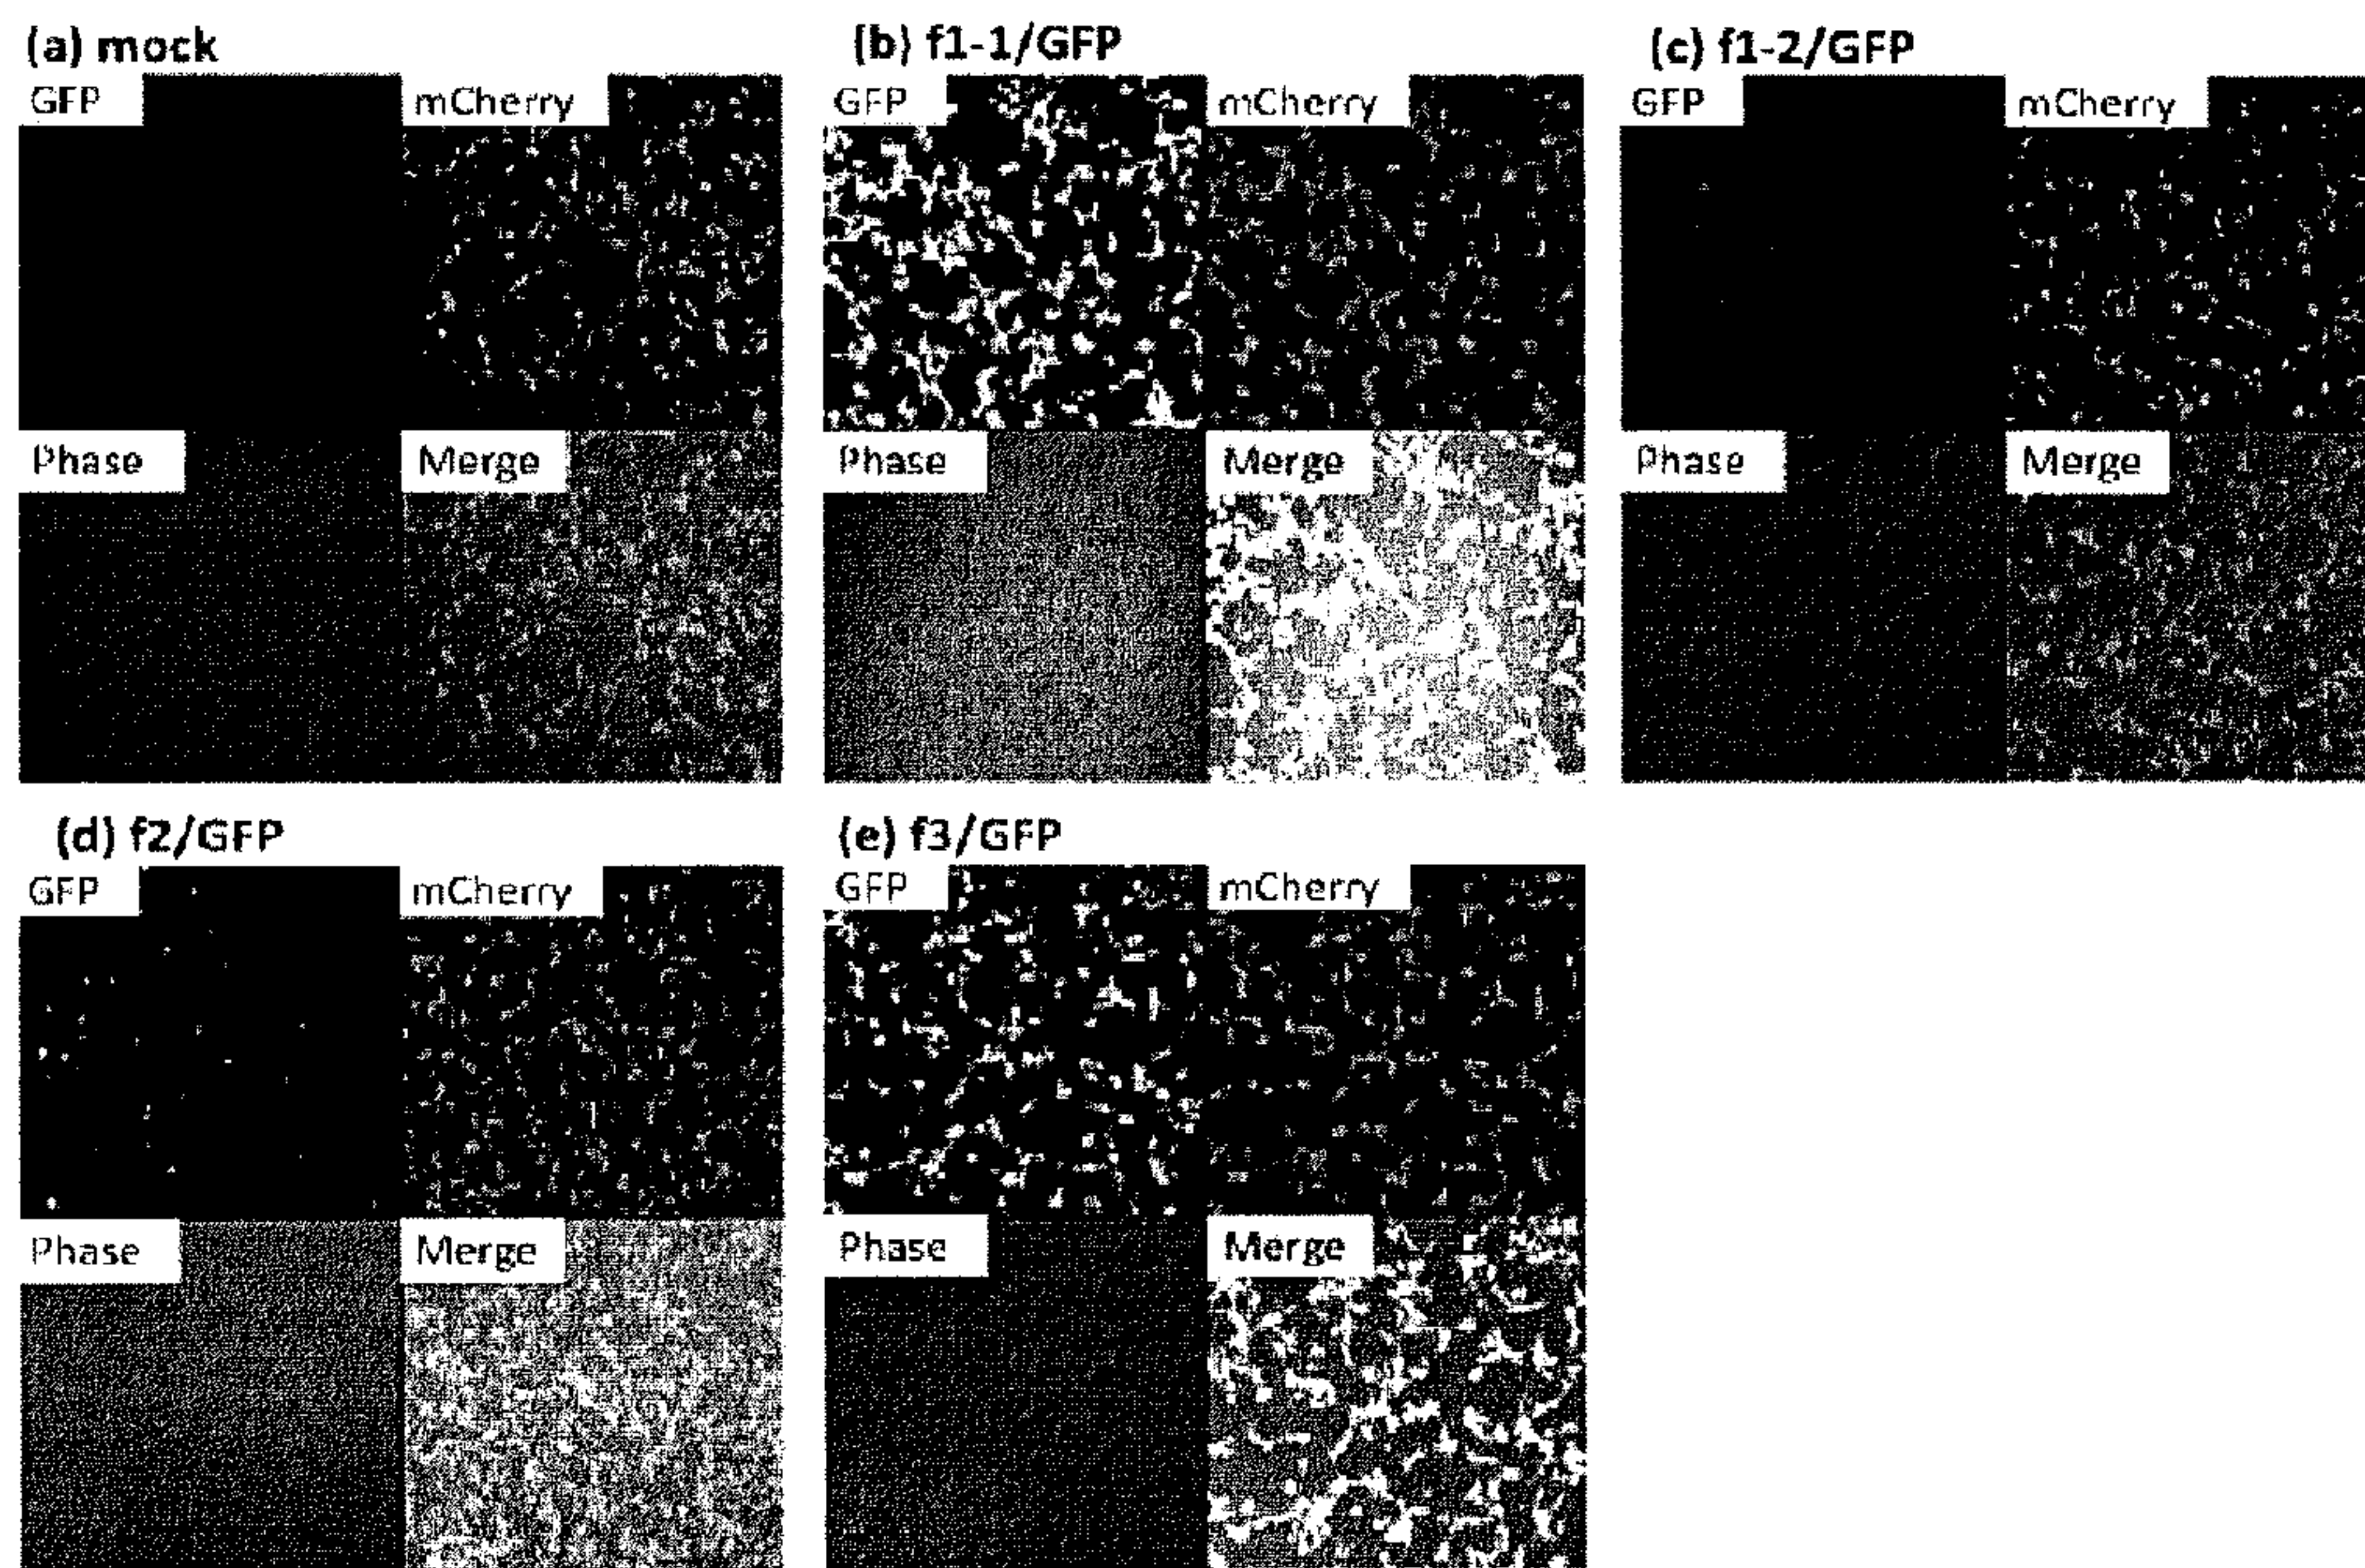 (a) mock
GFP
mCherry
Phase
Merge
(b) f1-1/GFP
GFP
mCherry
Phase
Merge
(c) f1-2/GFP
GFP
mCherry
Phase
Merge
(d) f2/GFP
GFP
mCherry
Phase
Merge
(e) f3/GFP
GFP
mCherry
Phase
Merge